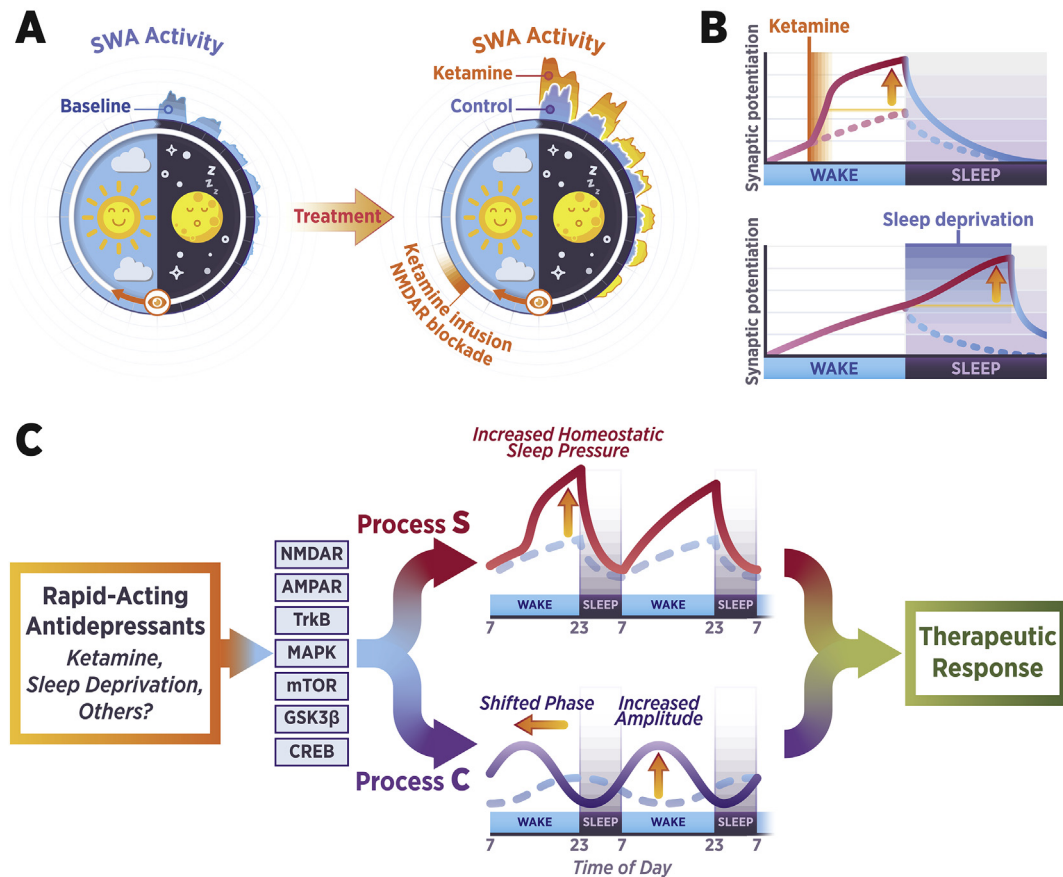 A
SWA Activity
Baseline
z
z
z
Treatment
SWA Activity
Ketamine
Control
z
z
z
Ketamine infusion
NMDAR blockade
B
Ketamine
Synaptic potentiation
WAKE
SLEEP
Sleep deprivation
Synaptic potentiation
WAKE
SLEEP
C
Rapid-Acting
Antidepressants
Ketamine,
Sleep Deprivation,
Others?
NMDAR
AMPAR
TrkB
MAPK
mTOR
GSK3β
CREB
Process S
Increased Homeostatic
Sleep Pressure
WAKE SLEEP WAKE SLEEP
7 23 7 23 7
Process C
Shifted Phase
Increased
Amplitude
WAKE SLEEP WAKE SLEEP
7 23 7 23 7
Time of Day
Therapeutic
Response